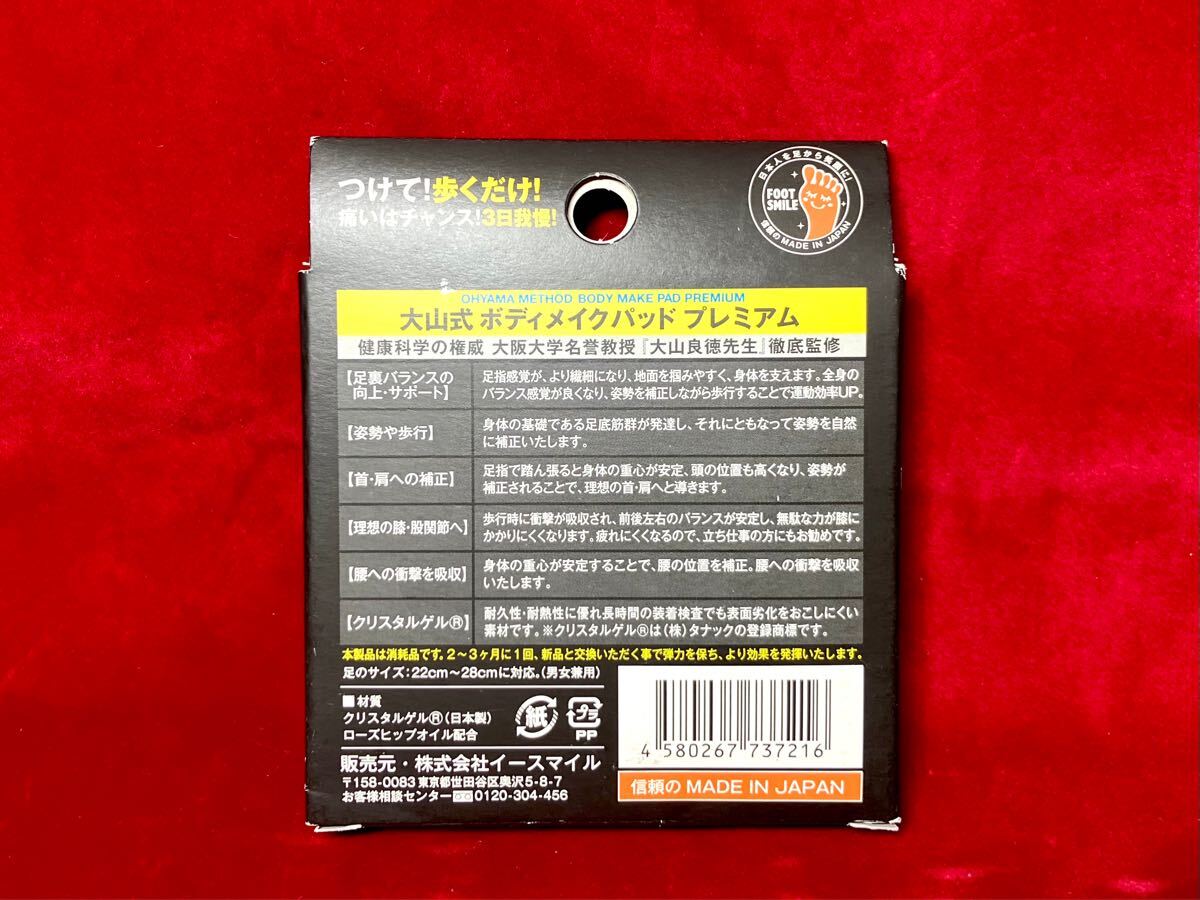 つけて!歩くだけ!
痛いはチャンス!3日我慢!
日本人を足から笑顔に!
FOOT
SMILE
信頼のMADE IN JAPAN
OHYAMA METHOD BODY MAKE PAD PREMIUM
大山式 ボディメイクパッド プレミアム
健康科学の権威 大阪大学名誉教授『大山良徳先生』徹底監修
【足裏バランスの
向上・サポート】
足指感覚が、より繊細になり、地面を掴みやすく、身体を支えます。全身の
バランス感覚が良くなり、姿勢を補正しながら歩行することで運動効率UP。
【姿勢や歩行】
身体の基礎である足底筋群が発達し、それにともなって姿勢を自然
に補正いたします。
【首・肩への補正】
足指で踏ん張ると身体の重心が安定、頭の位置も高くなり、姿勢が
補正されることで、理想の首・肩へと導きます。
【理想の膝・股関節へ】
歩行時に衝撃が吸収され、前後左右のバランスが安定し、無駄な力が膝に
かかりにくくなります。疲れにくくなるので、立ち仕事の方にもお勧めです。
【腰への衝撃を吸収】
身体の重心が安定することで、腰の位置を補正。腰への衝撃を吸収
いたします。
【クリスタルゲル®】
耐久性・耐熱性に優れ長時間の装着検査でも表面劣化をおこしにくい
素材です。※クリスタルゲル®は(株)タナックの登録商標です。
本製品は消耗品です。2〜3ヶ月に1回、新品と交換いただく事で弾力を保ち、より効果を発揮いたします。
足のサイズ:22cm〜28cmに対応。(男女兼用)
■材質
クリスタルゲル®(日本製)
ローズヒップオイル配合
紙
プラ
PP
販売元・株式会社イースマイル
〒158-0083 東京都世田谷区奥沢5-8-7
お客様相談センター 0120-304-456
4 580267 737216
信頼の MADE IN JAPAN